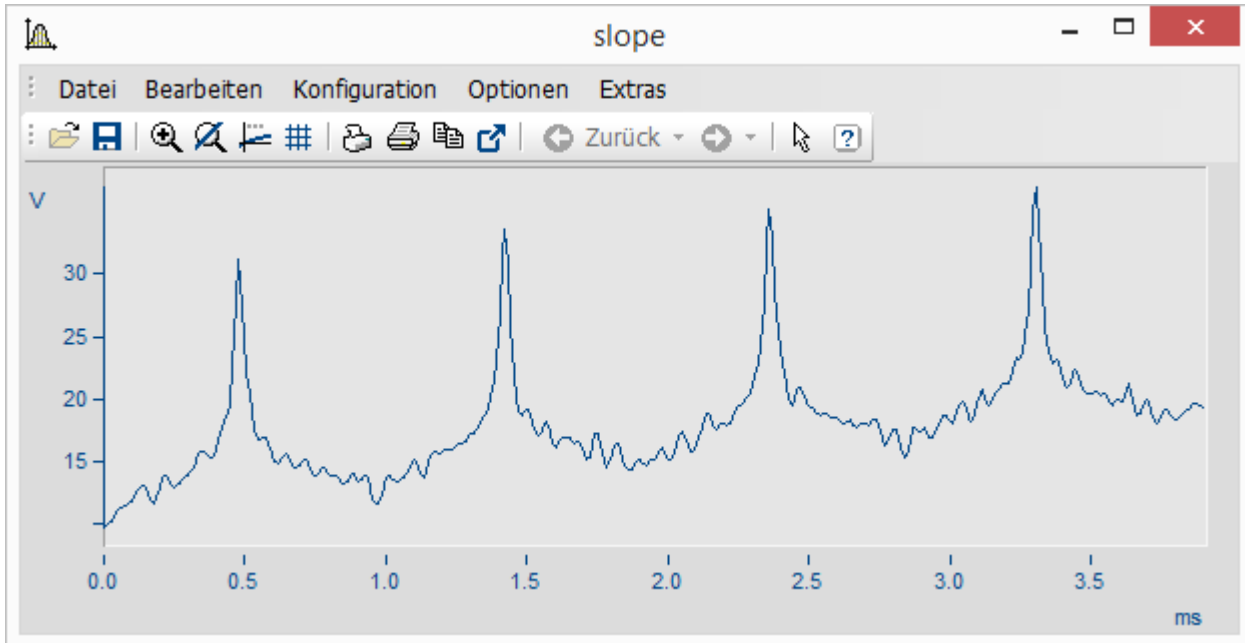 slope
Datei Bearbeiten Konfiguration Optionen Extras
Zurück ?
V
30
25
20
15
0.0 0.5 1.0 1.5 2.0 2.5 3.0 3.5
ms